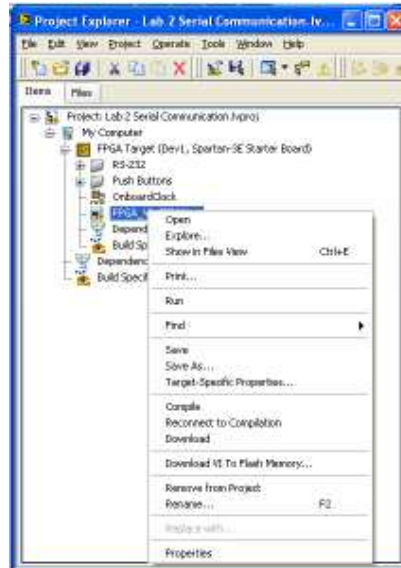 Project Explorer - Lab 2 Serial Communication.lv...
File Edit View Project Operate Tools Window Help
Items Files
Project: Lab 2 Serial Communication.lvproj
My Computer
FPGA Target (Dev1, Spartan-3E Starter Board)
RS-232
Push Buttons
OnboardClock
FPGA
Depend
Build Sp
Dependenc
Build Specif
Open
Explore...
Show in Files View Ctrl+E
Print...
Run
Find
Save
Save As...
Target-Specific Properties...
Compile
Reconnect to Compilation
Download
Download VI To Flash Memory...
Remove from Project
Rename... F2
Replace with...
Properties